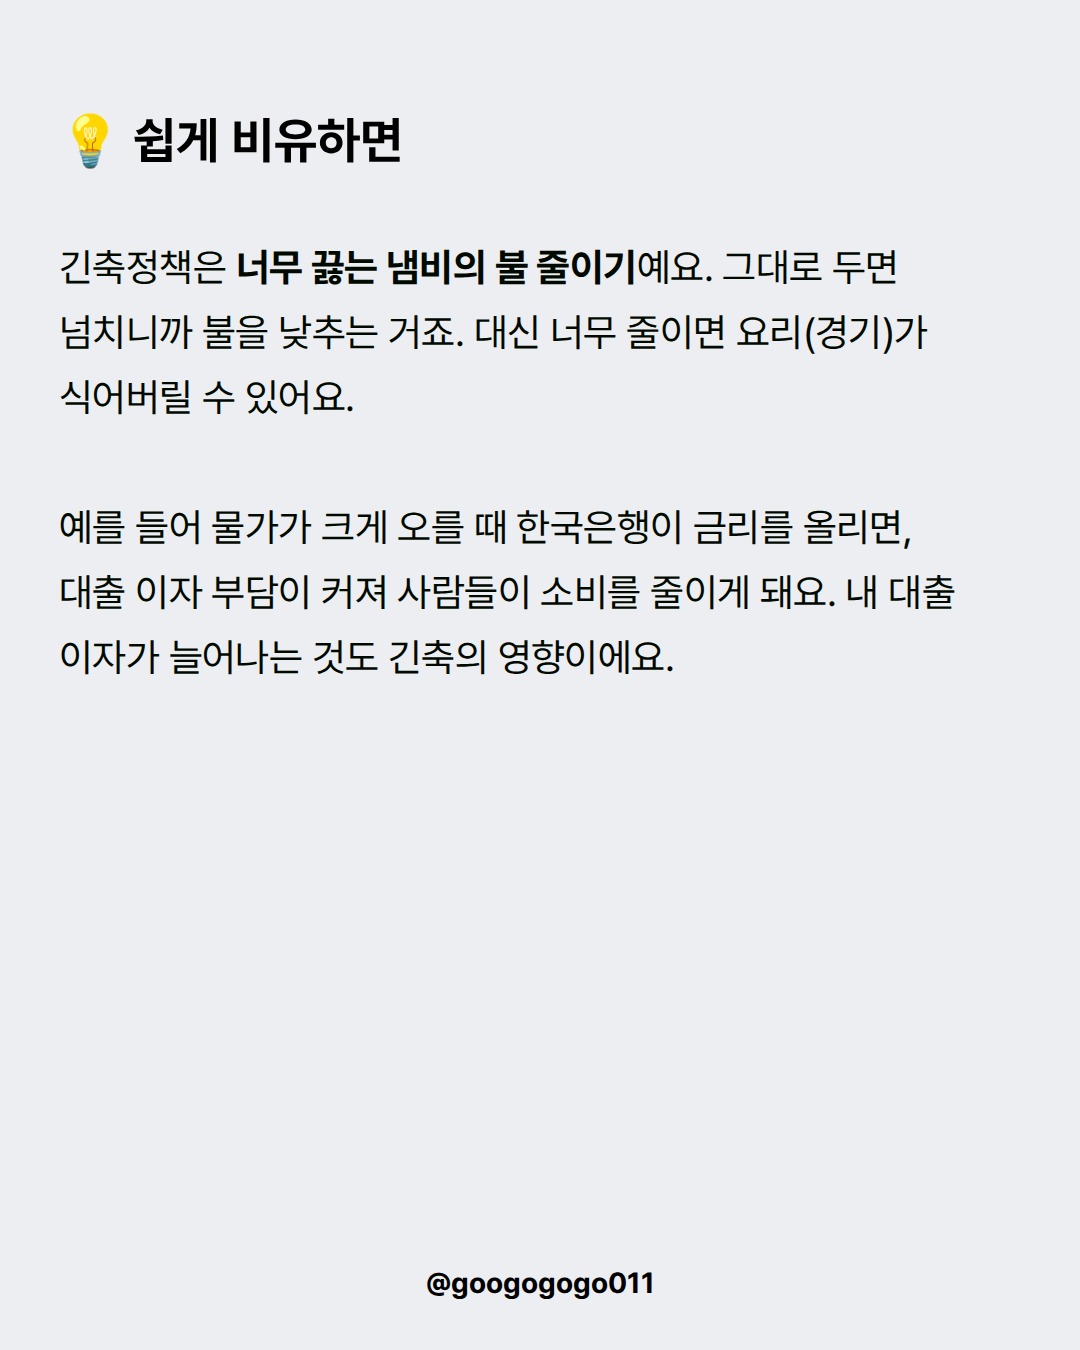 💡 쉽게 비유하면
긴축정책은 너무 끓는 냄비의 불 줄이기예요. 그대로 두면
넘치니까 불을 낮추는 거죠. 대신 너무 줄이면 요리(경기)가
식어버릴 수 있어요.
예를 들어 물가가 크게 오를 때 한국은행이 금리를 올리면,
대출 이자 부담이 커져 사람들이 소비를 줄이게 돼요. 내 대출
이자가 늘어나는 것도 긴축의 영향이에요.
@googogogo011